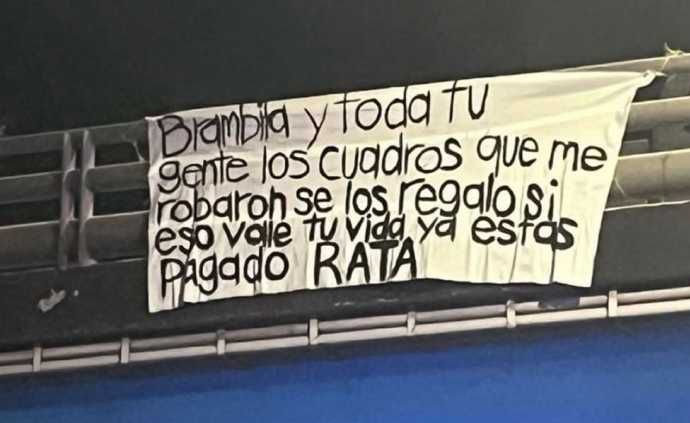 Brambila y toda tu
gente los cuadros que me
robaron se los regalo si
eso vale tu vida ya estas
pagado RATA